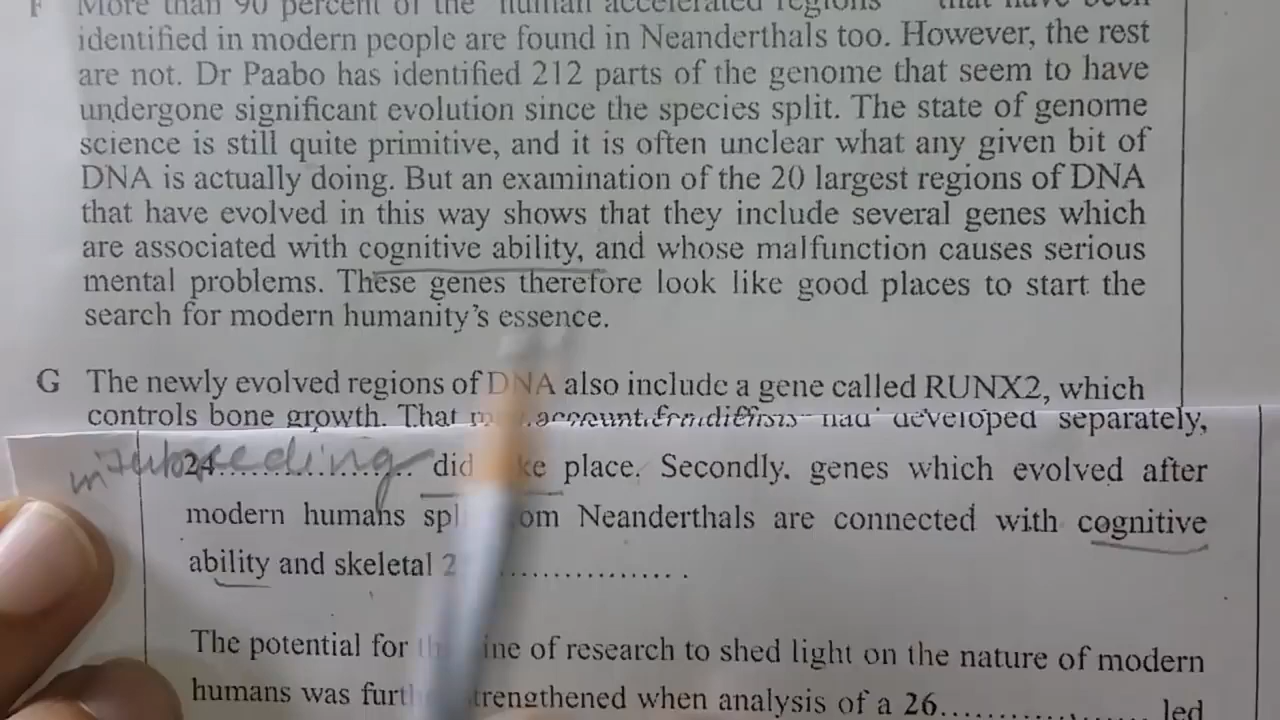 F More than 90 percent of the 'human accelerated regions' that have been
identified in modern people are found in Neanderthals too. However, the rest
are not. Dr Paabo has identified 212 parts of the genome that seem to have
undergone significant evolution since the species split. The state of genome
science is still quite primitive, and it is often unclear what any given bit of
DNA is actually doing. But an examination of the 20 largest regions of DNA
that have evolved in this way shows that they include several genes which
are associated with cognitive ability, and whose malfunction causes serious
mental problems. These genes therefore look like good places to start the
search for modern humanity's essence.
G The newly evolved regions of DNA also include a gene called RUNX2, which
controls bone growth. That account for had developed separately,
24.................... did place. Secondly. genes which evolved after
modern humans Neanderthals are connected with cognitive
ability and skeletal 2 .................
The potential for of research to shed light on the nature of modern
humans was strengthened when analysis of a 26.................... led